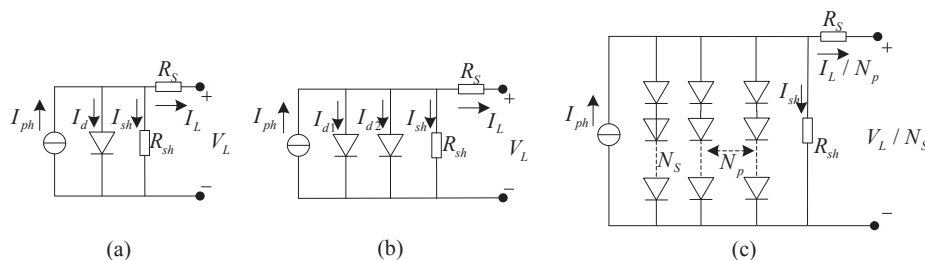 R_S
I_ph I_d I_sh I_L
+
R_sh V_L
−
(a)
R_S
I_ph I_d1 I_d2 I_sh I_L
+
R_sh V_L
−
(b)
R_S
+
I_L / N_p
I_sh
I_ph
R_sh V_L / N_S
N_S N_p
−
(c)